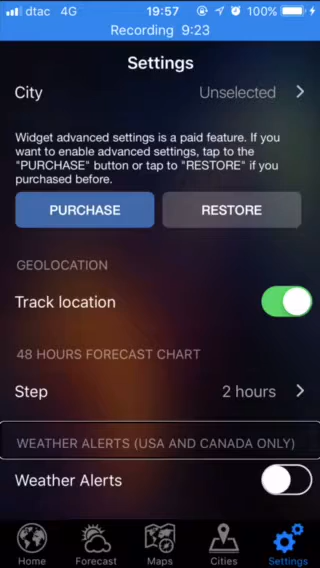 dtac 4G 19:57 100%
Recording 9:23
Settings
City Unselected
Widget advanced settings is a paid feature. If you
want to enable advanced settings, tap to the
"PURCHASE" button or tap to "RESTORE" if you
purchased before.
PURCHASE RESTORE
GEOLOCATION
Track location
48 HOURS FORECAST CHART
Step 2 hours
WEATHER ALERTS (USA AND CANADA ONLY)
Weather Alerts
Home Forecast Maps Cities Settings